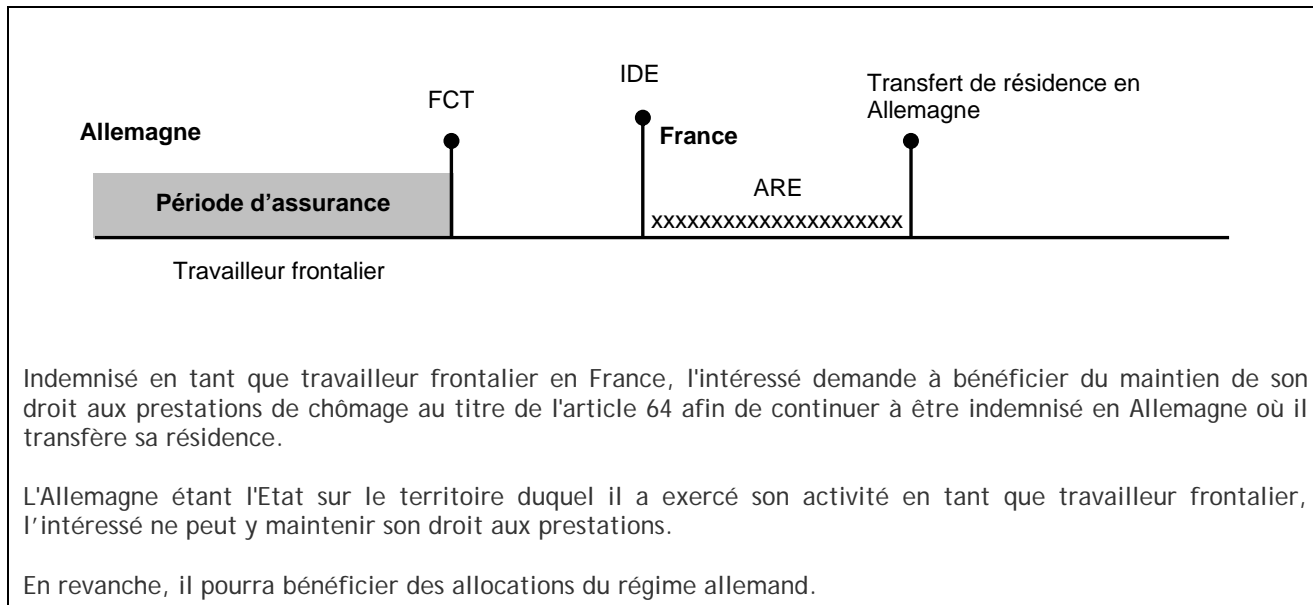 IDE
Transfert de résidence en
Allemagne
FCT
Allemagne
France
ARE
Période d'assurance
xxxxxxxxxxxxxxxxxxxxx
Travailleur frontalier
Indemnisé en tant que travailleur frontalier en France, l'intéressé demande à bénéficier du maintien de son
droit aux prestations de chômage au titre de l'article 64 afin de continuer à être indemnisé en Allemagne où il
transfère sa résidence.
L'Allemagne étant l'Etat sur le territoire duquel il a exercé son activité en tant que travailleur frontalier,
l’intéressé ne peut y maintenir son droit aux prestations.
En revanche, il pourra bénéficier des allocations du régime allemand.